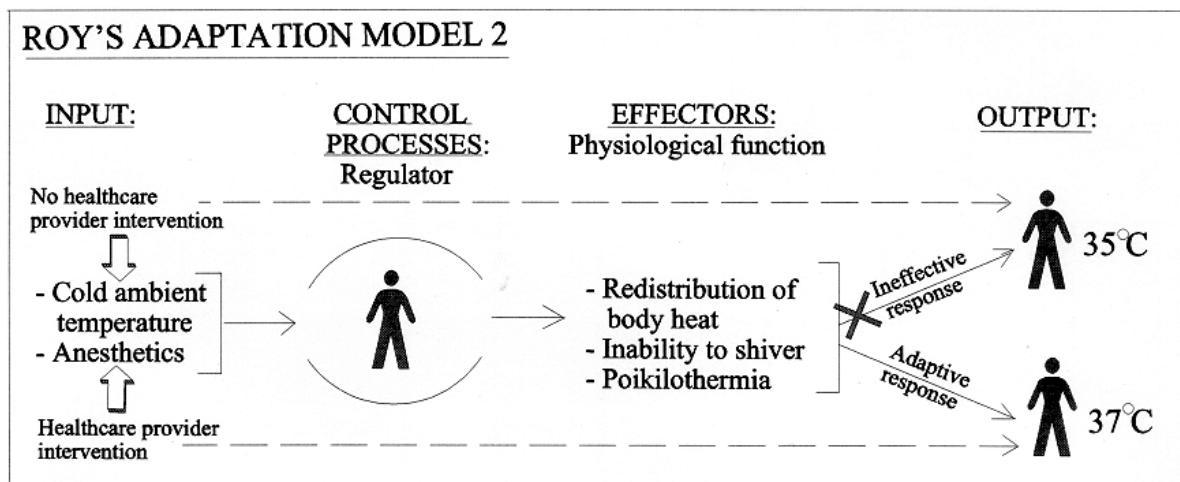 ROY'S ADAPTATION MODEL 2
INPUT:
CONTROL
PROCESSES:
Regulator
EFFECTORS:
Physiological function
OUTPUT:
No healthcare
provider intervention
- Cold ambient
temperature
- Anesthetics
Healthcare provider
intervention
- Redistribution of
body heat
- Inability to shiver
- Poikilothermia
Ineffective
response
Adaptive
response
35°C
37°C